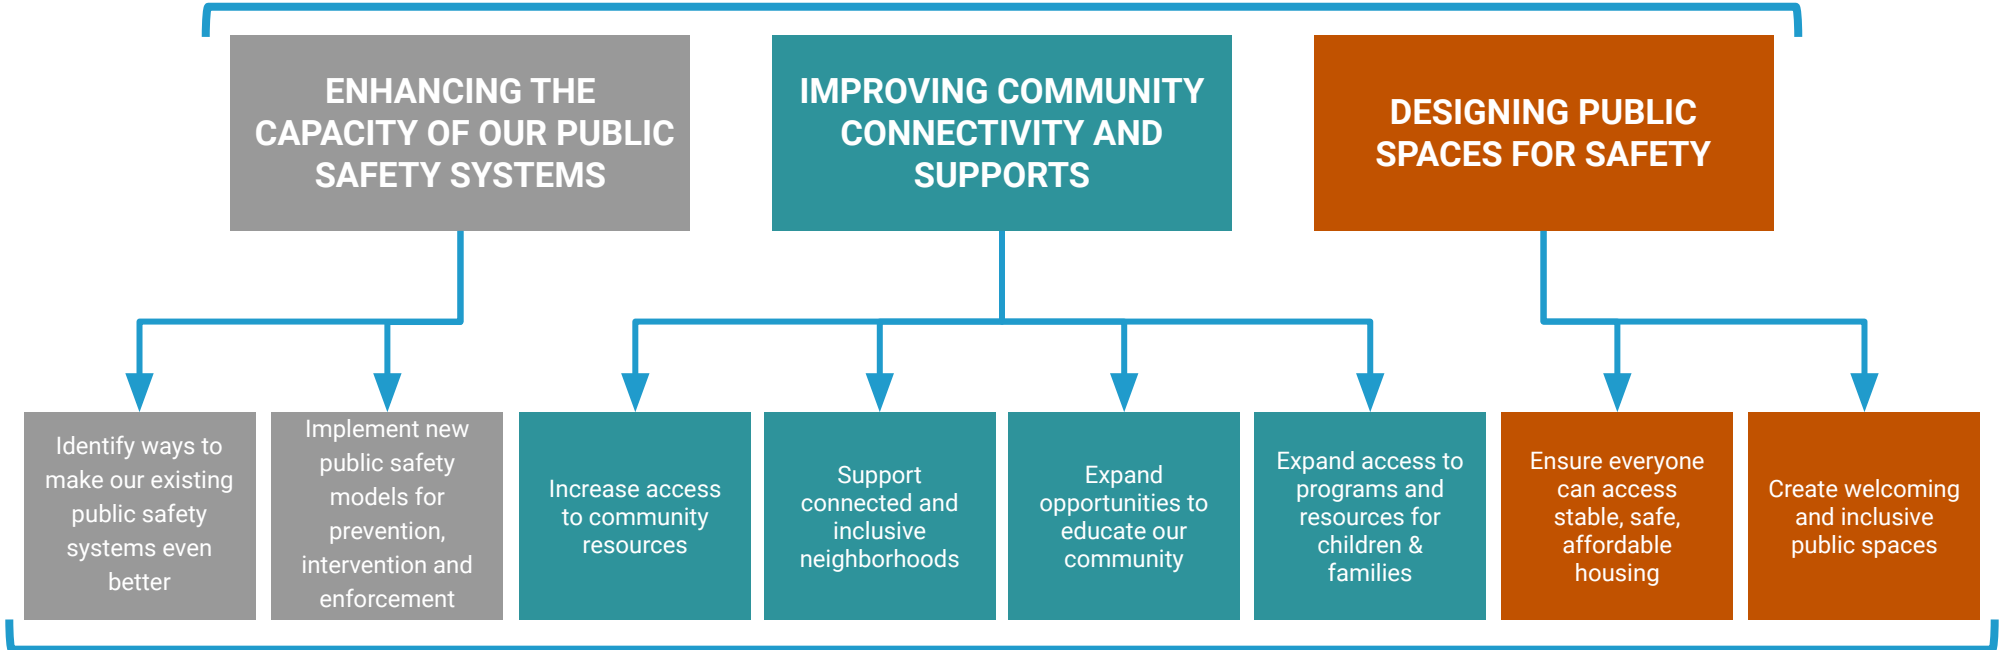 ENHANCING THE
CAPACITY OF OUR PUBLIC
SAFETY SYSTEMS
IMPROVING COMMUNITY
CONNECTIVITY AND
SUPPORTS
DESIGNING PUBLIC
SPACES FOR SAFETY
Identify ways to
make our existing
public safety
systems even
better
Implement new
public safety
models for
prevention,
intervention and
enforcement
Increase access
to community
resources
Support
connected and
inclusive
neighborhoods
Expand
opportunities to
educate our
community
Expand access to
programs and
resources for
children &
families
Ensure everyone
can access
stable, safe,
affordable
housing
Create welcoming
and inclusive
public spaces